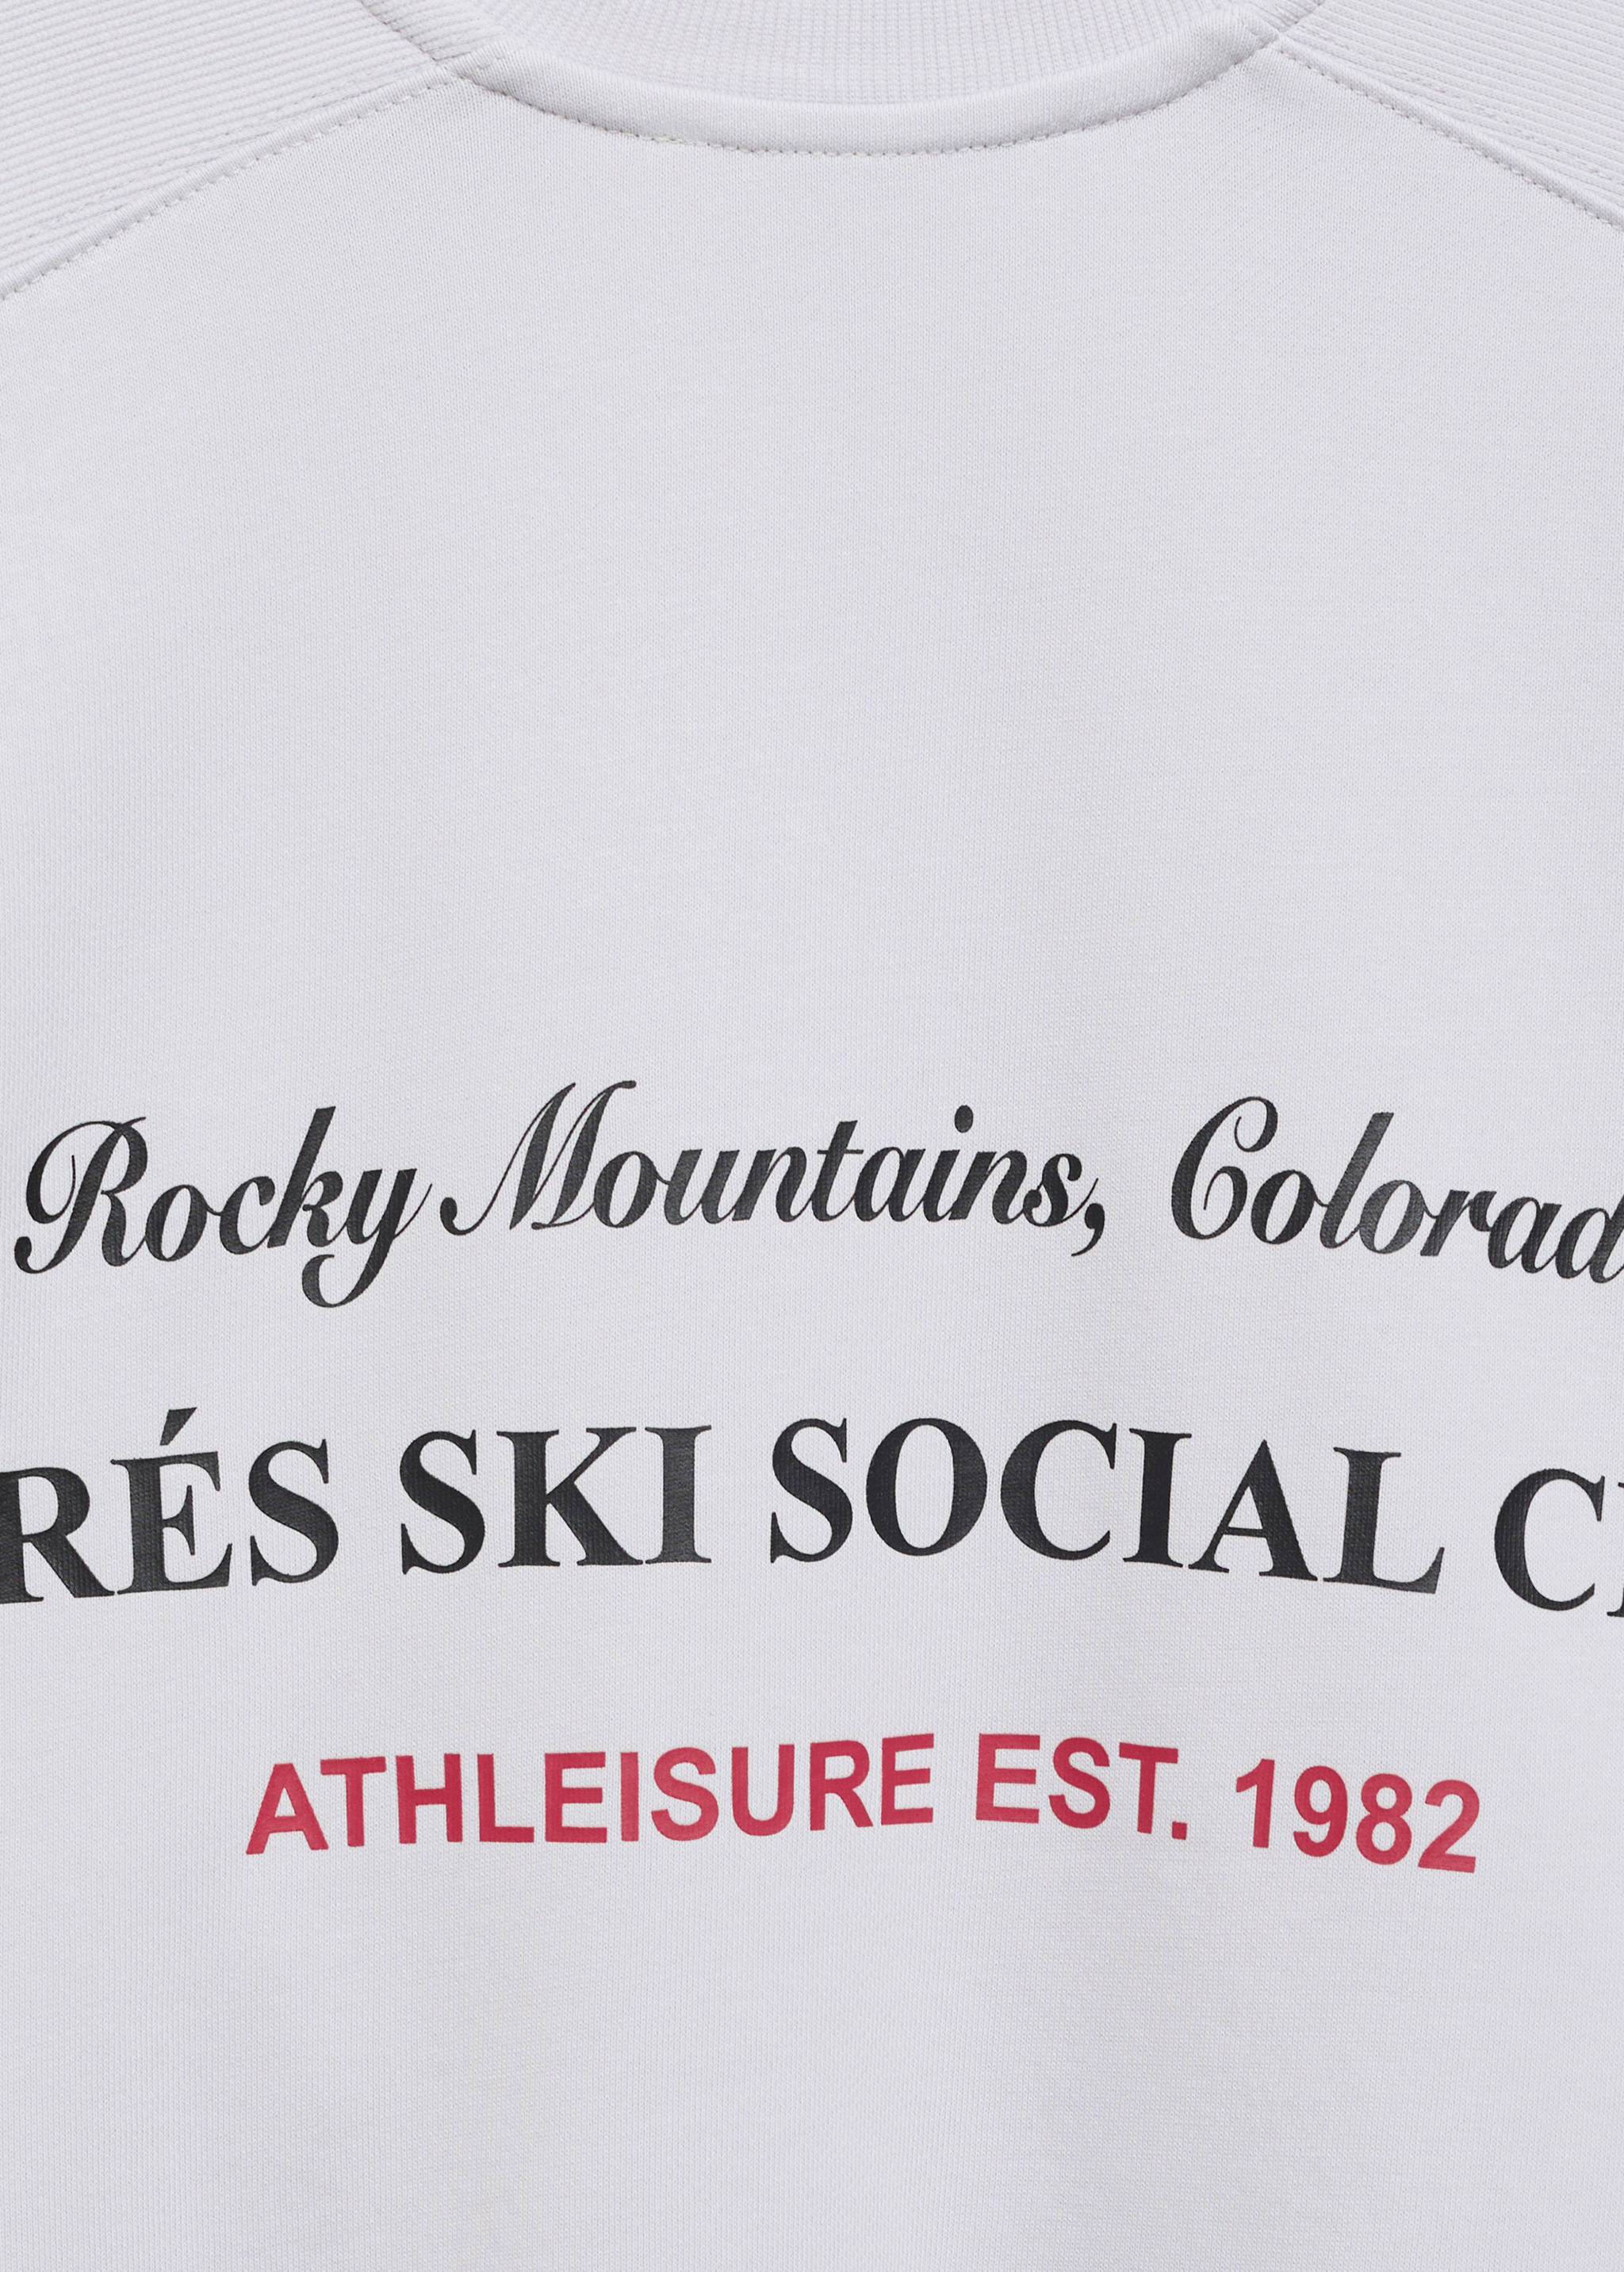 Rocky Mountains, Colorad
RÉS SKI SOCIAL C
ATHLEISURE EST. 1982